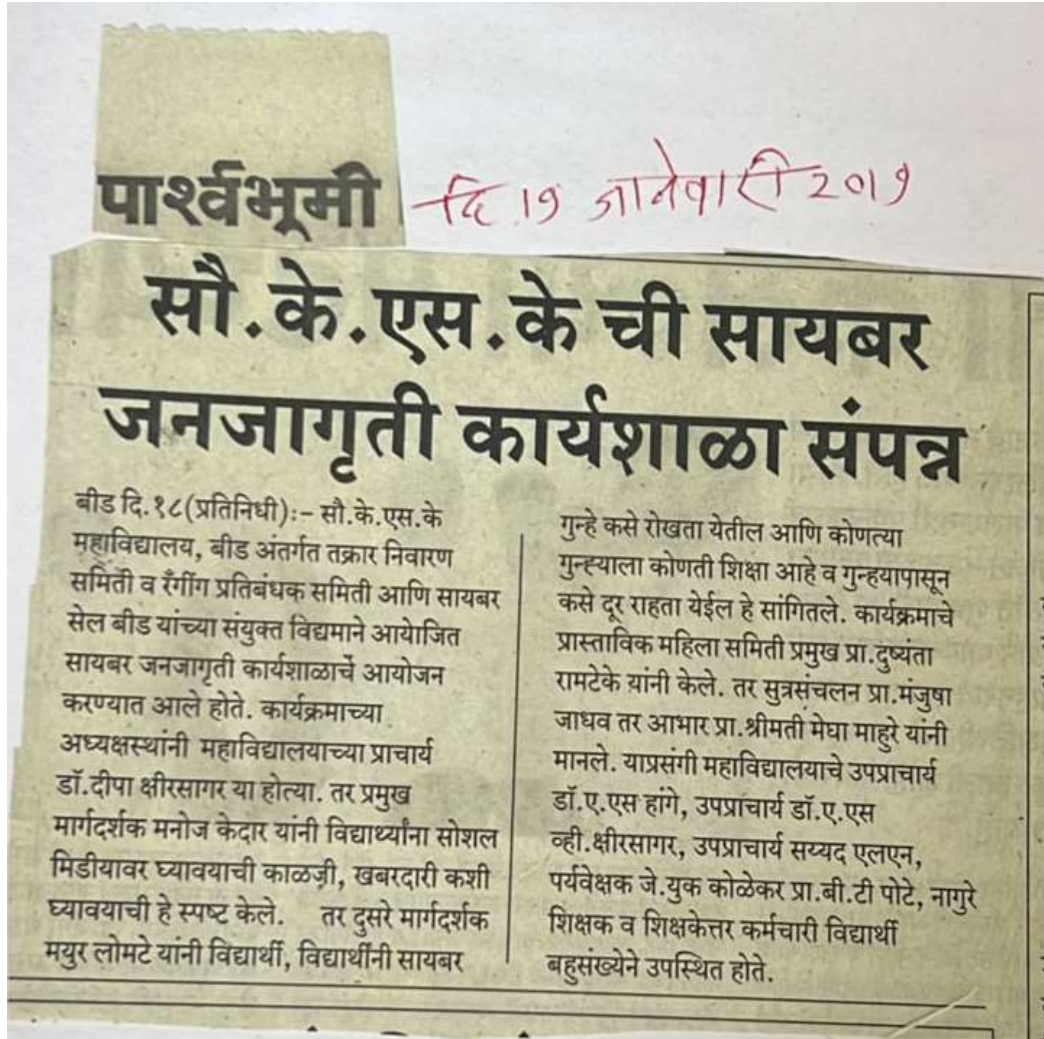 पार्श्वभूमी
दि १९ जानेवारी २०१९
सौ.के.एस.के ची सायबर
जनजागृती कार्यशाळा संपन्न
बीड दि.१८(प्रतिनिधी):- सौ.के.एस.के
महाविद्यालय, बीड अंतर्गत तक्रार निवारण
समिती व रँगींग प्रतिबंधक समिती आणि सायबर
सेल बीड यांच्या संयुक्त विद्यमाने आयेाजित
सायबर जनजागृती कार्यशाळाचें आयोजन
करण्यात आले होते. कार्यक्रमाच्या
अध्यक्षस्थांनी महाविद्यालयाच्या प्राचार्य
डॉ.दीपा क्षीरसागर या होत्या. तर प्रमुख
मार्गदर्शक मनोज केदार यांनी विद्यार्थ्यांना सोशल
मिडीयावर घ्यावयाची काळजी, खबरदारी कशी
घ्यावयाची हे स्पष्ट केले. तर दुसरे मार्गदर्शक
मयुर लोमटे यांनी विद्यार्थी, विद्यार्थींनी सायबर
गुन्हे कसे रोखता येतील आणि कोणत्या
गुन्ह्याला कोणती शिक्षा आहे व गुन्हयापासून
कसे दूर राहता येईल हे सांगितले. कार्यक्रमाचे
प्रास्ताविक महिला समिती प्रमुख प्रा.दुष्यंता
रामटेके यांनी केले. तर सुत्रसंचलन प्रा.मंजुषा
जाधव तर आभार प्रा.श्रीमती मेघा माहुरे यांनी
मानले. याप्रसंगी महाविद्यालयाचे उपप्राचार्य
डॉ.ए.एस हांगे, उपप्राचार्य डॉ.ए.एस
व्ही.क्षीरसागर, उपप्राचार्य सय्यद एलएन,
पर्यवेक्षक जे.युक कोळेकर प्रा.बी.टी पोटे, नागुरे
शिक्षक व शिक्षकेत्तर कर्मचारी विद्यार्थी
बहुसंख्येने उपस्थित होते.